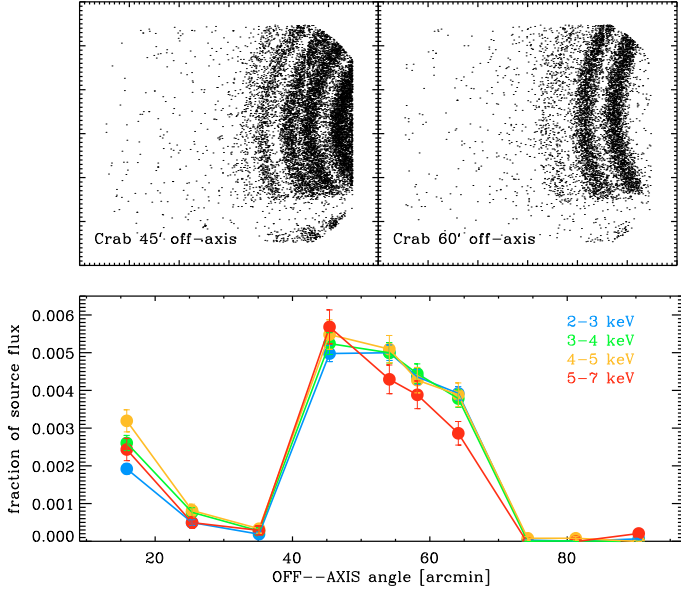 Crab 45' off-axis
Crab 60' off-axis
0.006
0.005
0.004
0.003
0.002
0.001
0.000
fraction of source flux
2-3 keV
3-4 keV
4-5 keV
5-7 keV
20
40
60
80
OFF--AXIS angle [arcmin]